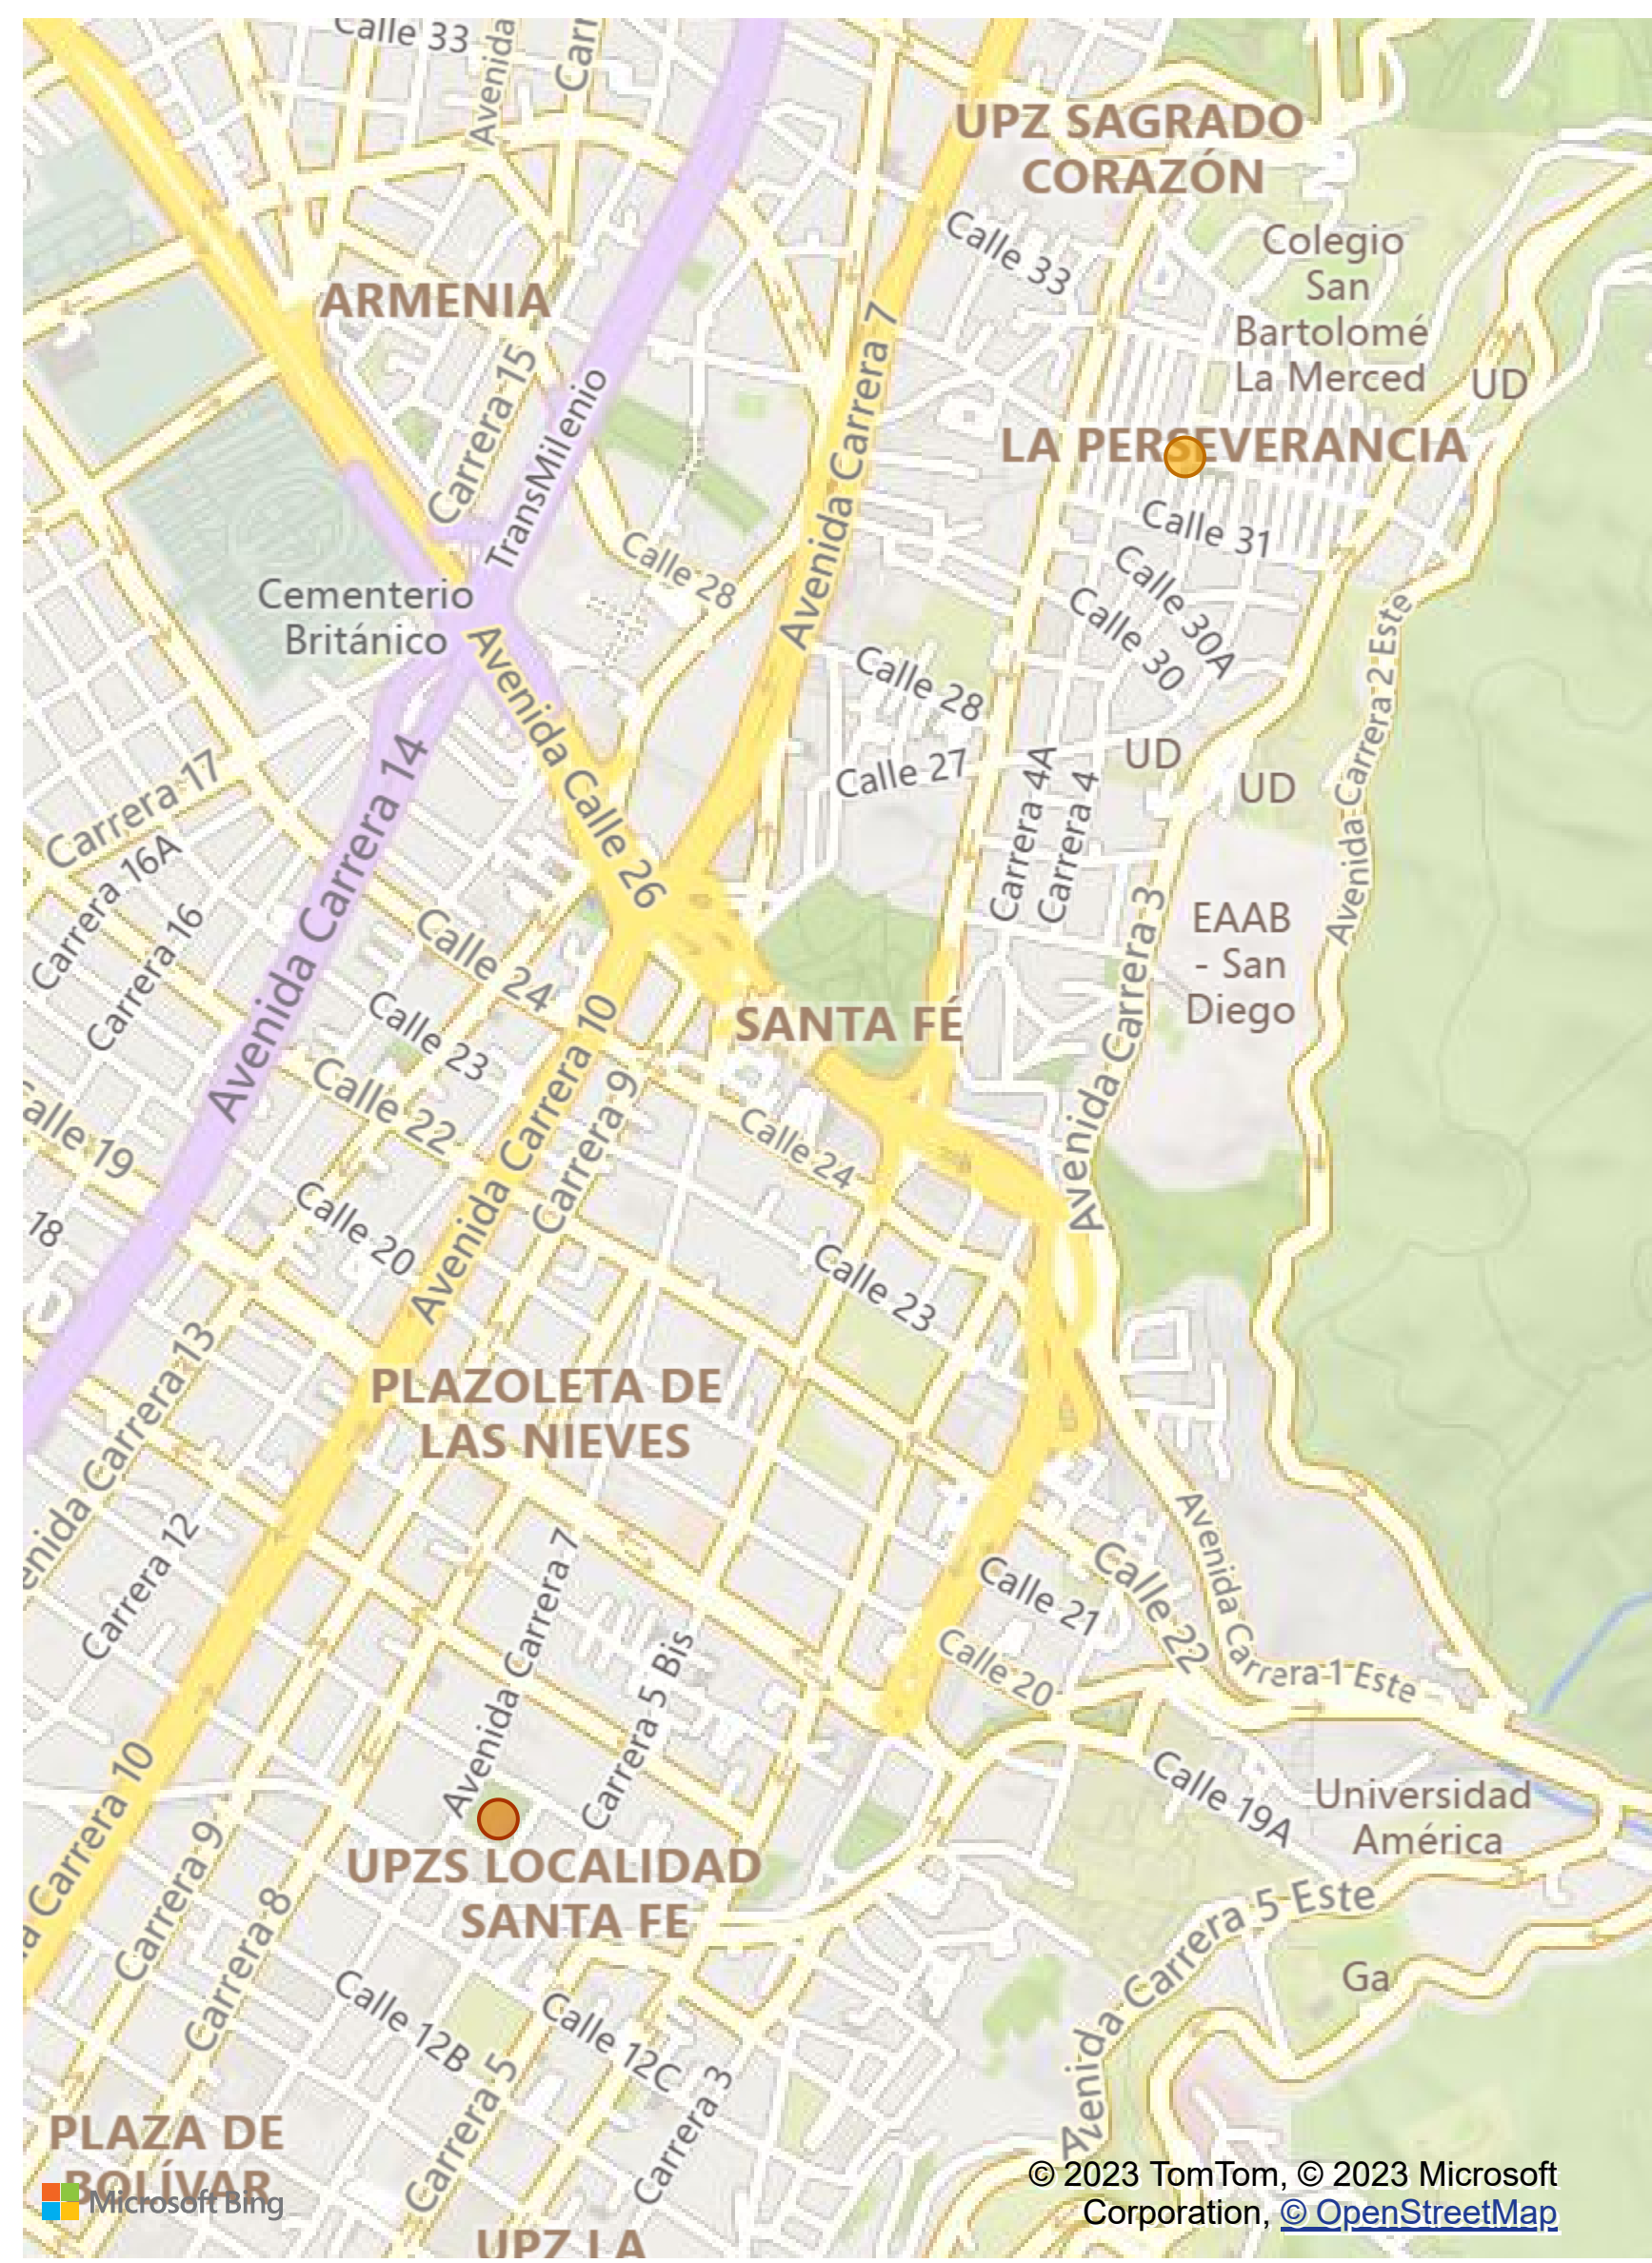 Calle 33
Avenida
Carr
UPZ SAGRADO
CORAZÓN
Calle 33
Colegio
San
Bartolomé
La Merced
UD
ARMENIA
Carrera 15
TransMilenio
Avenida Carrera 7
LA PERSEVERANCIA
Calle 31
Calle 30A
Calle 30
Calle 28
Cementerio
Británico
Avenida Calle 26
Calle 28
Calle 27
Carrera 4A
Carrera 4
UD
UD
Avenida Carrera 2 Este
Avenida Carrera 14
Carrera 17
Carrera 16A
Carrera 16
Calle 24
Calle 23
Calle 22
Avenida Carrera 10
Carrera 9
SANTA FÉ
Avenida Carrera 3
EAAB
- San
Diego
Calle 24
alle 19
18
Calle 20
Calle 23
PLAZOLETA DE
LAS NIEVES
enida Carrera 13
Carrera 12
Avenida Carrera 7
Carrera 5 Bis
Calle 21
Calle 20
Calle 22
Avenida Carrera 1 Este
Calle 19A
Universidad
América
a Carrera 10
Carrera 9
Carrera 8
UPZS LOCALIDAD
SANTA FE
Avenida Carrera 5 Este
Ga
Calle 12B
Calle 12C
Carrera 5
Carrera 3
PLAZA DE
BOLÍVAR
Microsoft Bing
UPZ LA
© 2023 TomTom, © 2023 Microsoft
Corporation, © OpenStreetMap